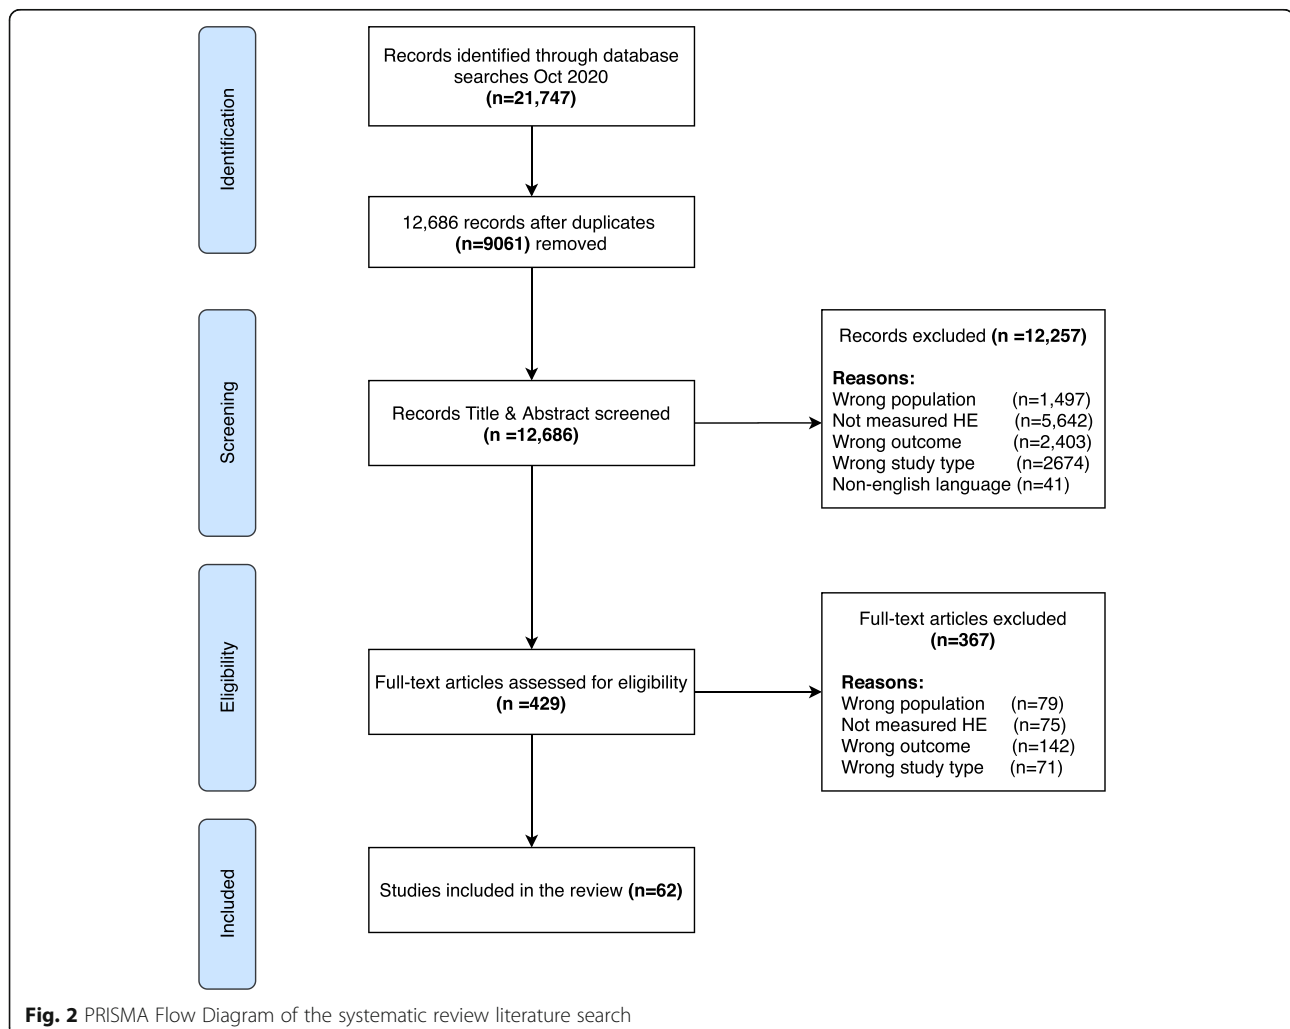 Identification
Records identified through database
searches Oct 2020
(n=21,747)
12,686 records after duplicates
(n=9061) removed
Screening
Records Title & Abstract screened
(n =12,686)
Records excluded (n =12,257)
Reasons:
Wrong population (n=1,497)
Not measured HE (n=5,642)
Wrong outcome (n=2,403)
Wrong study type (n=2674)
Non-english language (n=41)
Eligibility
Full-text articles assessed for eligibility
(n =429)
Full-text articles excluded
(n=367)
Reasons:
Wrong population (n=79)
Not measured HE (n=75)
Wrong outcome (n=142)
Wrong study type (n=71)
Included
Studies included in the review (n=62)
Fig. 2 PRISMA Flow Diagram of the systematic review literature search